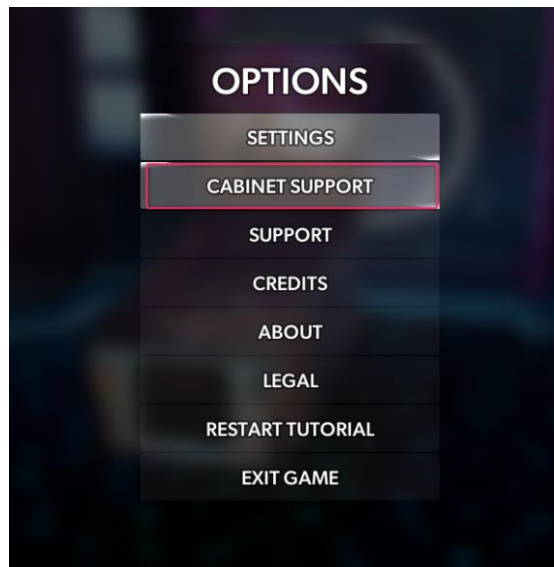 OPTIONS
SETTINGS
CABINET SUPPORT
SUPPORT
CREDITS
ABOUT
LEGAL
RESTART TUTORIAL
EXIT GAME